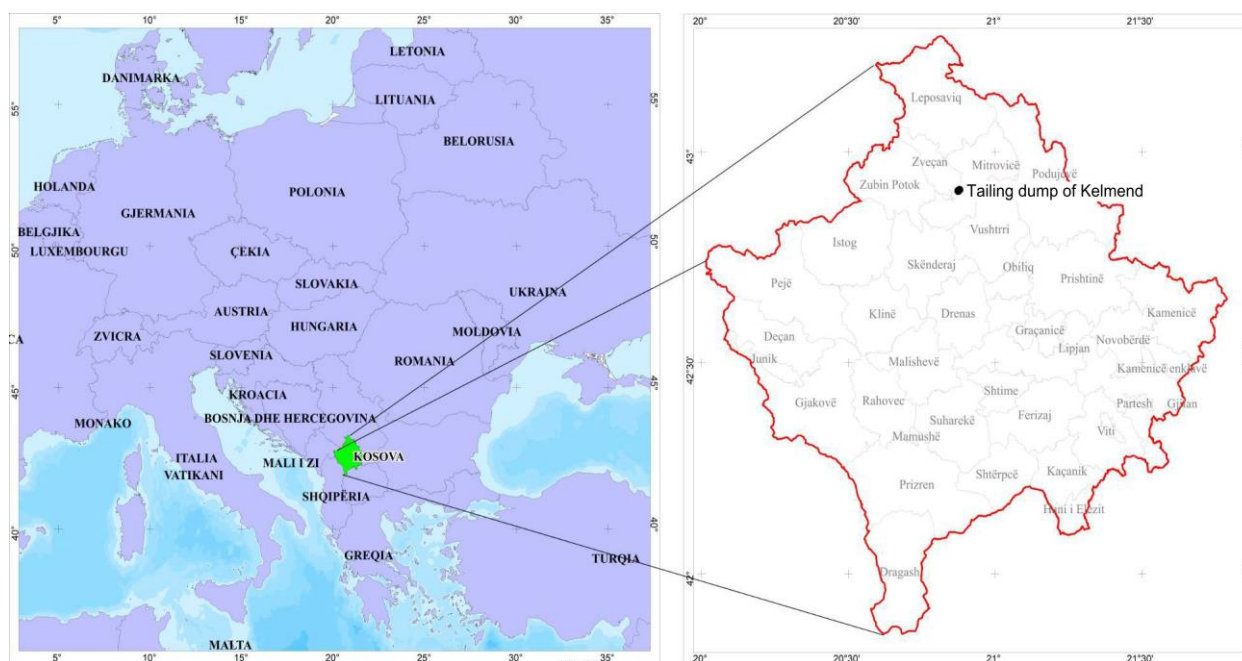 5° 10° 15° 20° 25° 30° 35°
LETONIA
DANIMARKA
55° 55°
LITUANIA
BELORUSIA
HOLANDA
POLONIA
GJERMANIA
BELGJIKA
LUXEMBOURGU
50° 50°
ÇEKIA
SLLOVAKIA
UKRAINA
AUSTRIA
HUNGARIA
MOLDOVIA
ZVICRA
CA
SLLOVENIA
ROMANIA
45° 45°
KROACIA
BOSNJA DHE HERCEGOVINA
MONAKO
KOSOVA
ITALIA
MALI I ZI
VATIKANI
SHQIPËRIA
40° 40°
GREQIA
TURQIA
MALTA
5° 10° 15° 20° 25° 30° 35°
20° 20°30' 21° 21°30'
Leposaviq
43° 43°
Zveçan
Mitrovicë
Podujevë
Zubin Potok
Tailing dump of Kelmend
Vushtrri
Istog
Skënderaj
Obiliq
Prishtinë
Pejë
Klinë
Drenas
Kamenicë
Graçanicë
Deçan
Novobërdë
Lipjan
Junik
Malishevë
42°30' 42°30'
Kamenicë enklavë
Shtime
Gjakovë
Rahovec
Partesh
Gjilan
Suharekë
Ferizaj
Viti
Mamushë
Kaçanik
Shtërpcë
Prizren
Hani i Elezit
42° 42°
Dragash
20° 20°30' 21° 21°30'